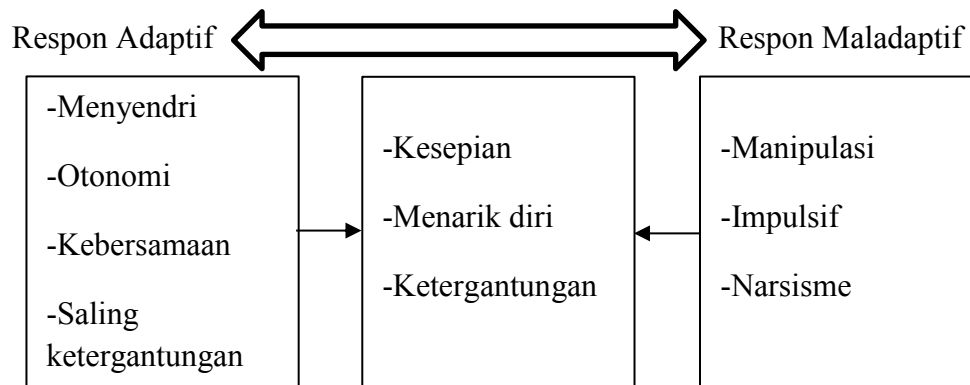 Respon Adaptif
Respon Maladaptif
-Menyendri
-Otonomi
-Kebersamaan
-Saling
ketergantungan
-Kesepian
-Menarik diri
-Ketergantungan
-Manipulasi
-Impulsif
-Narsisme